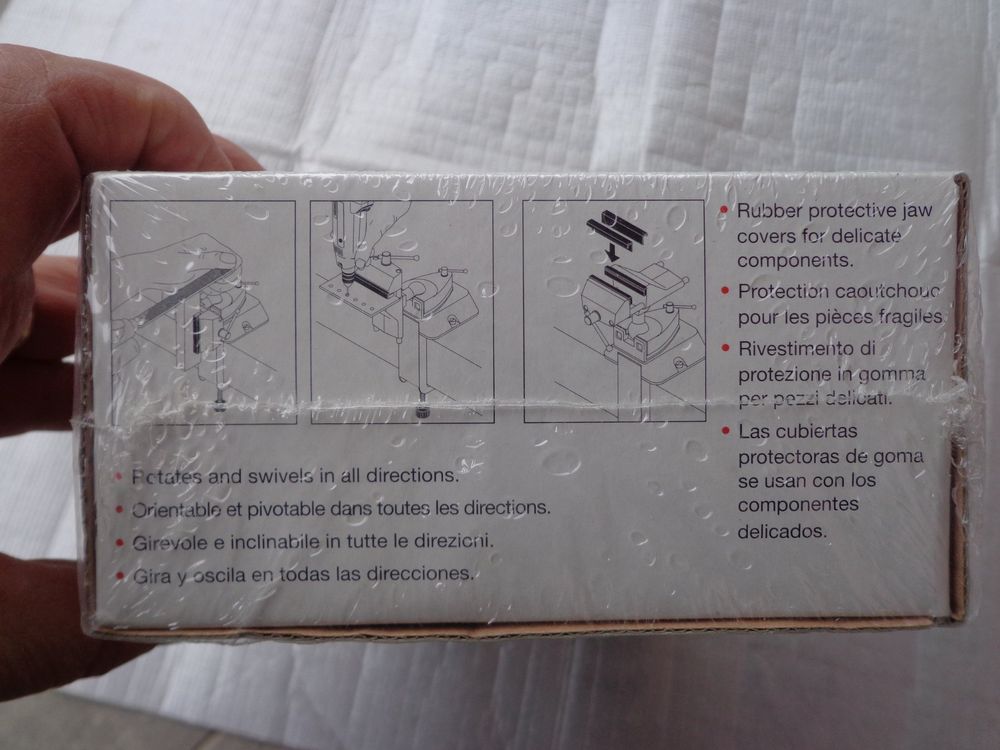 • Rubber protective jaw
covers for delicate
components.
• Protection caoutchouc
pour les pièces fragiles
• Rivestimento di
protezione in gomma
per pezzi delicati.
• Las cubiertas
protectoras de goma
se usan con los
componentes
delicados.
• Rotates and swivels in all directions.
• Orientable et pivotable dans toutes les directions.
• Girevole e inclinabile in tutte le direzioni.
• Gira y oscila en todas las direcciones.